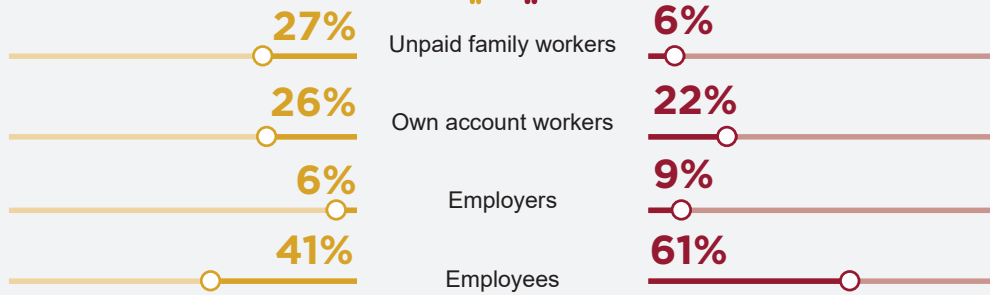 27% Unpaid family workers 6%
26% Own account workers 22%
6% Employers 9%
41% Employees 61%